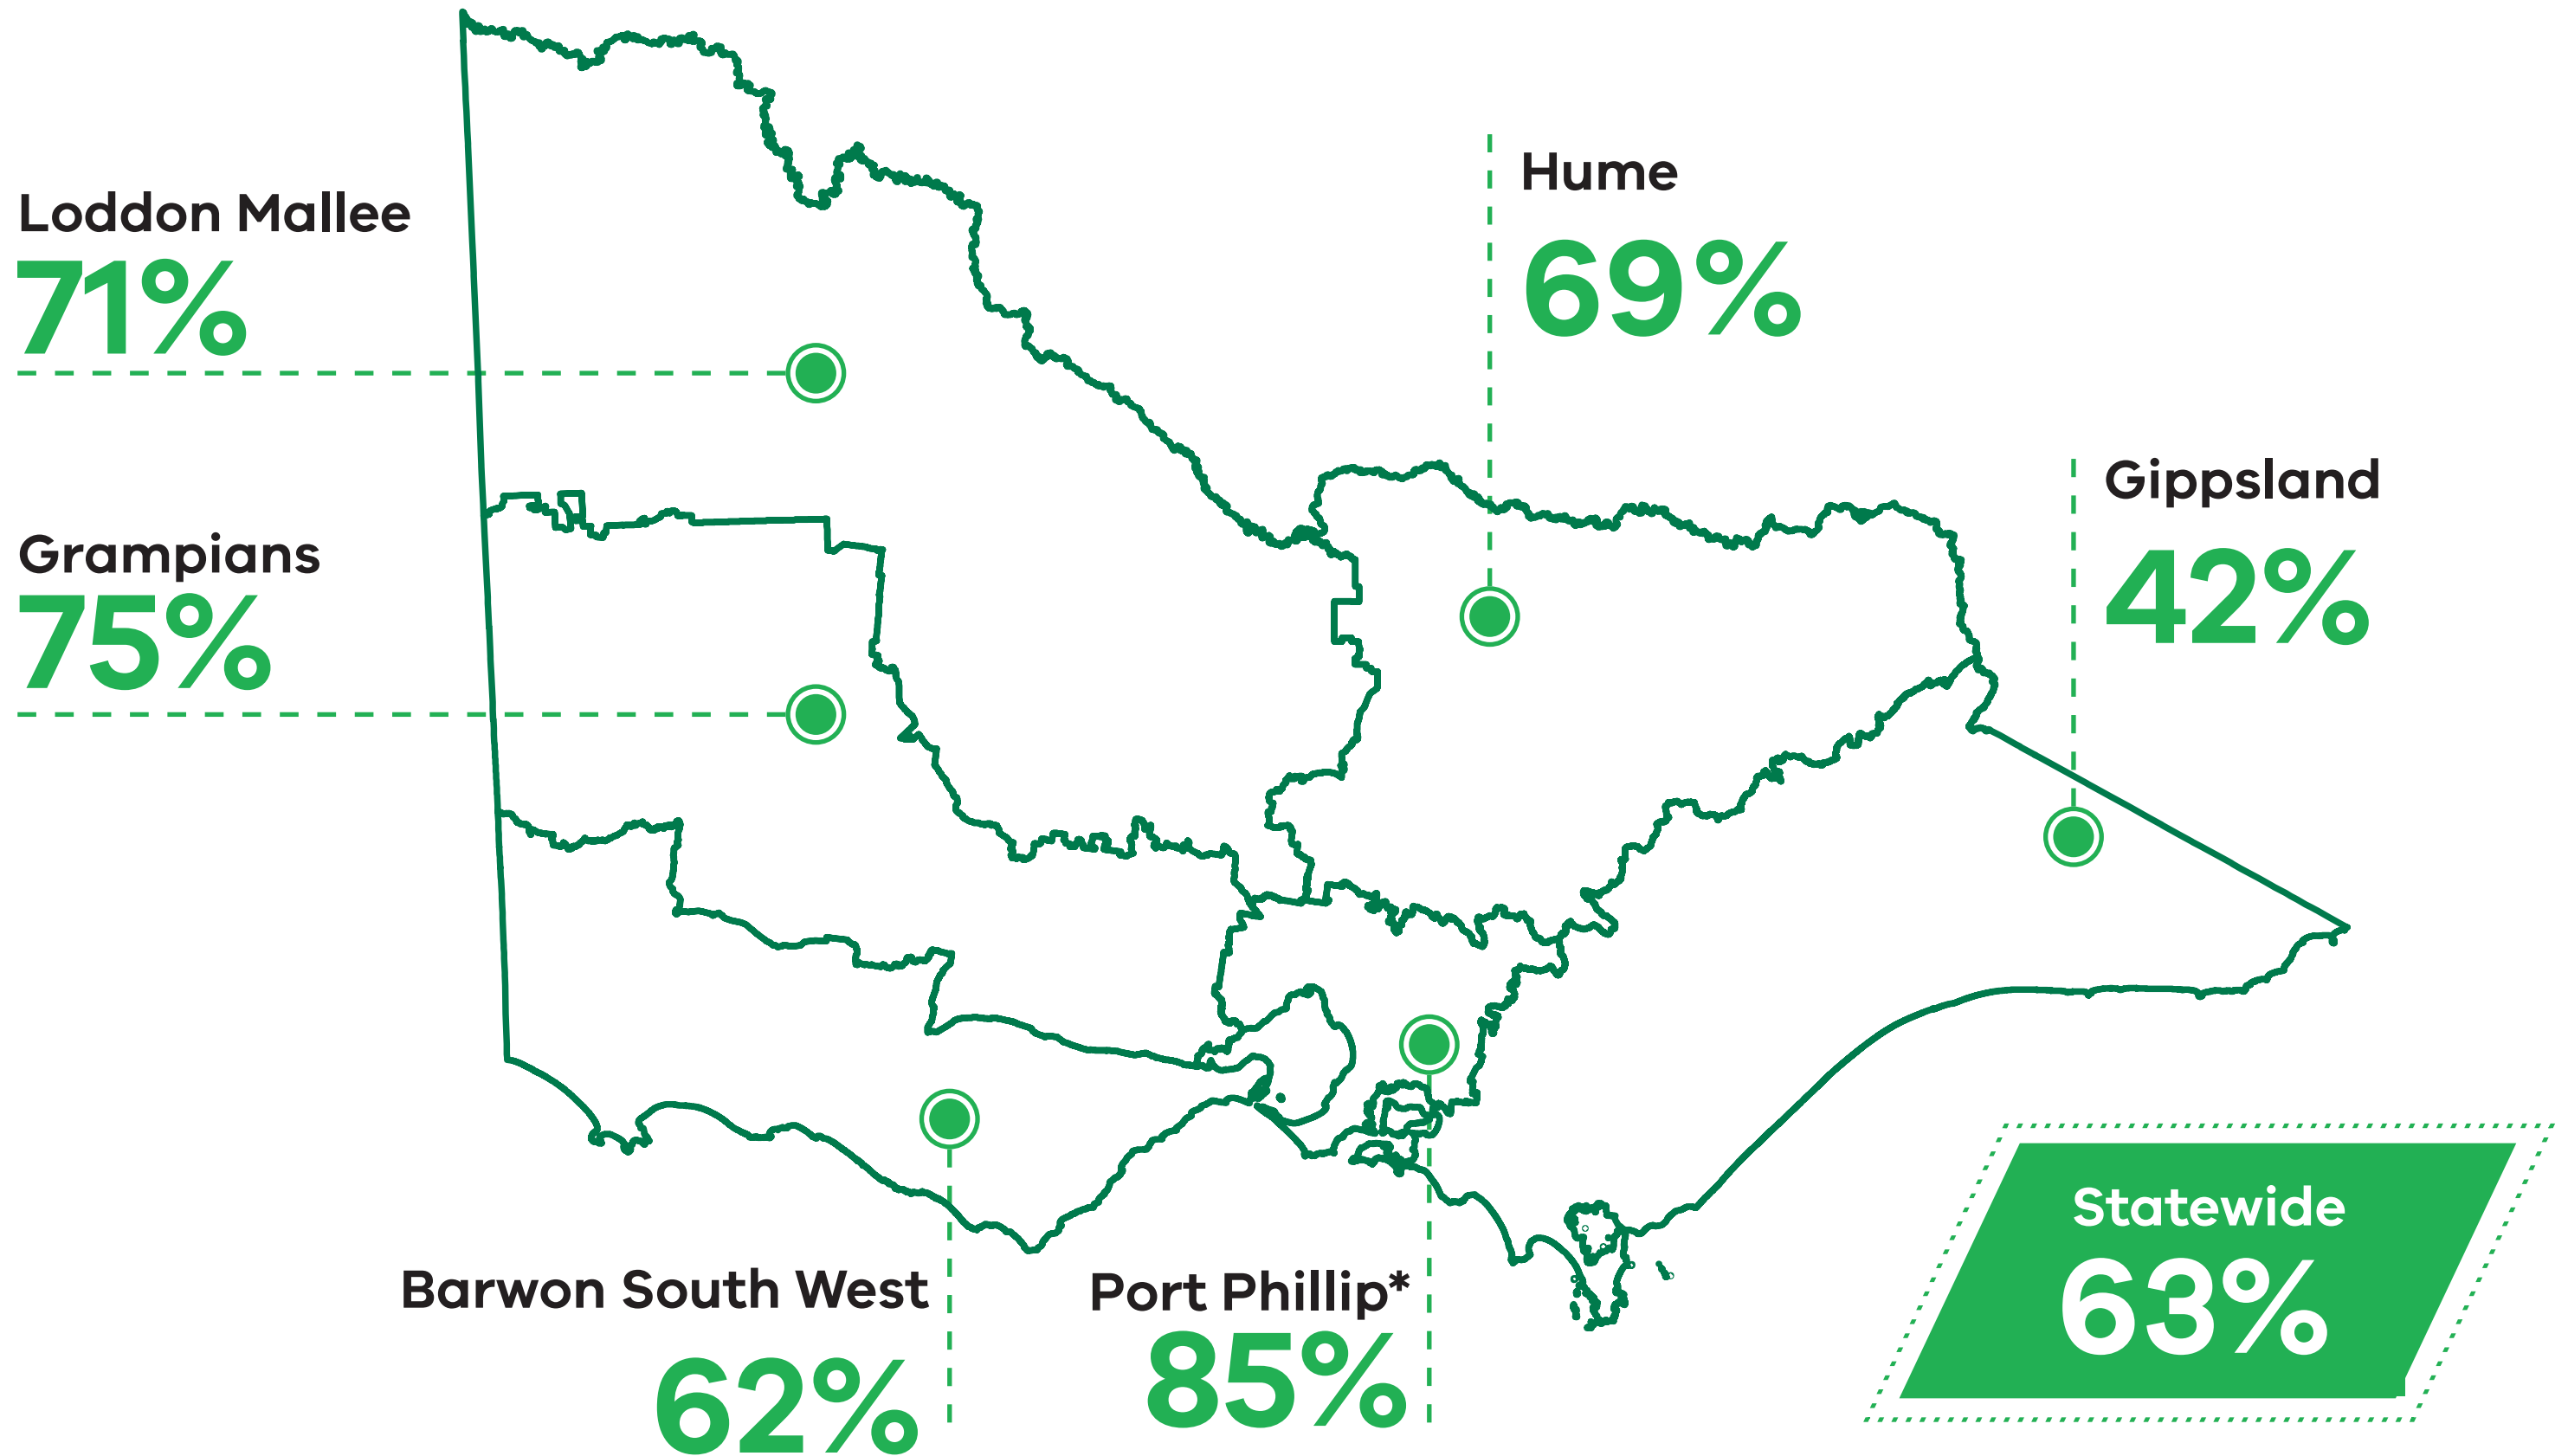 Loddon Mallee
71%
Grampians
75%
Hume
69%
Gippsland
42%
Barwon South West
62%
Port Phillip*
85%
Statewide
63%